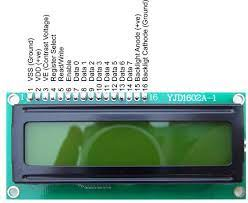 1 VSS (Ground)
2 VDD (+ve)
3 VE (Contrast Voltage)
4 Register Select
5 Read/Write
6 Enable
7 Data 0
8 Data 1
9 Data 2
10 Data 3
11 Data 4
12 Data 5
13 Data 6
14 Data 7
15 Backlight Anode (+ve)
16 Backligt Cathode (Ground)
16 YJD1602A-1